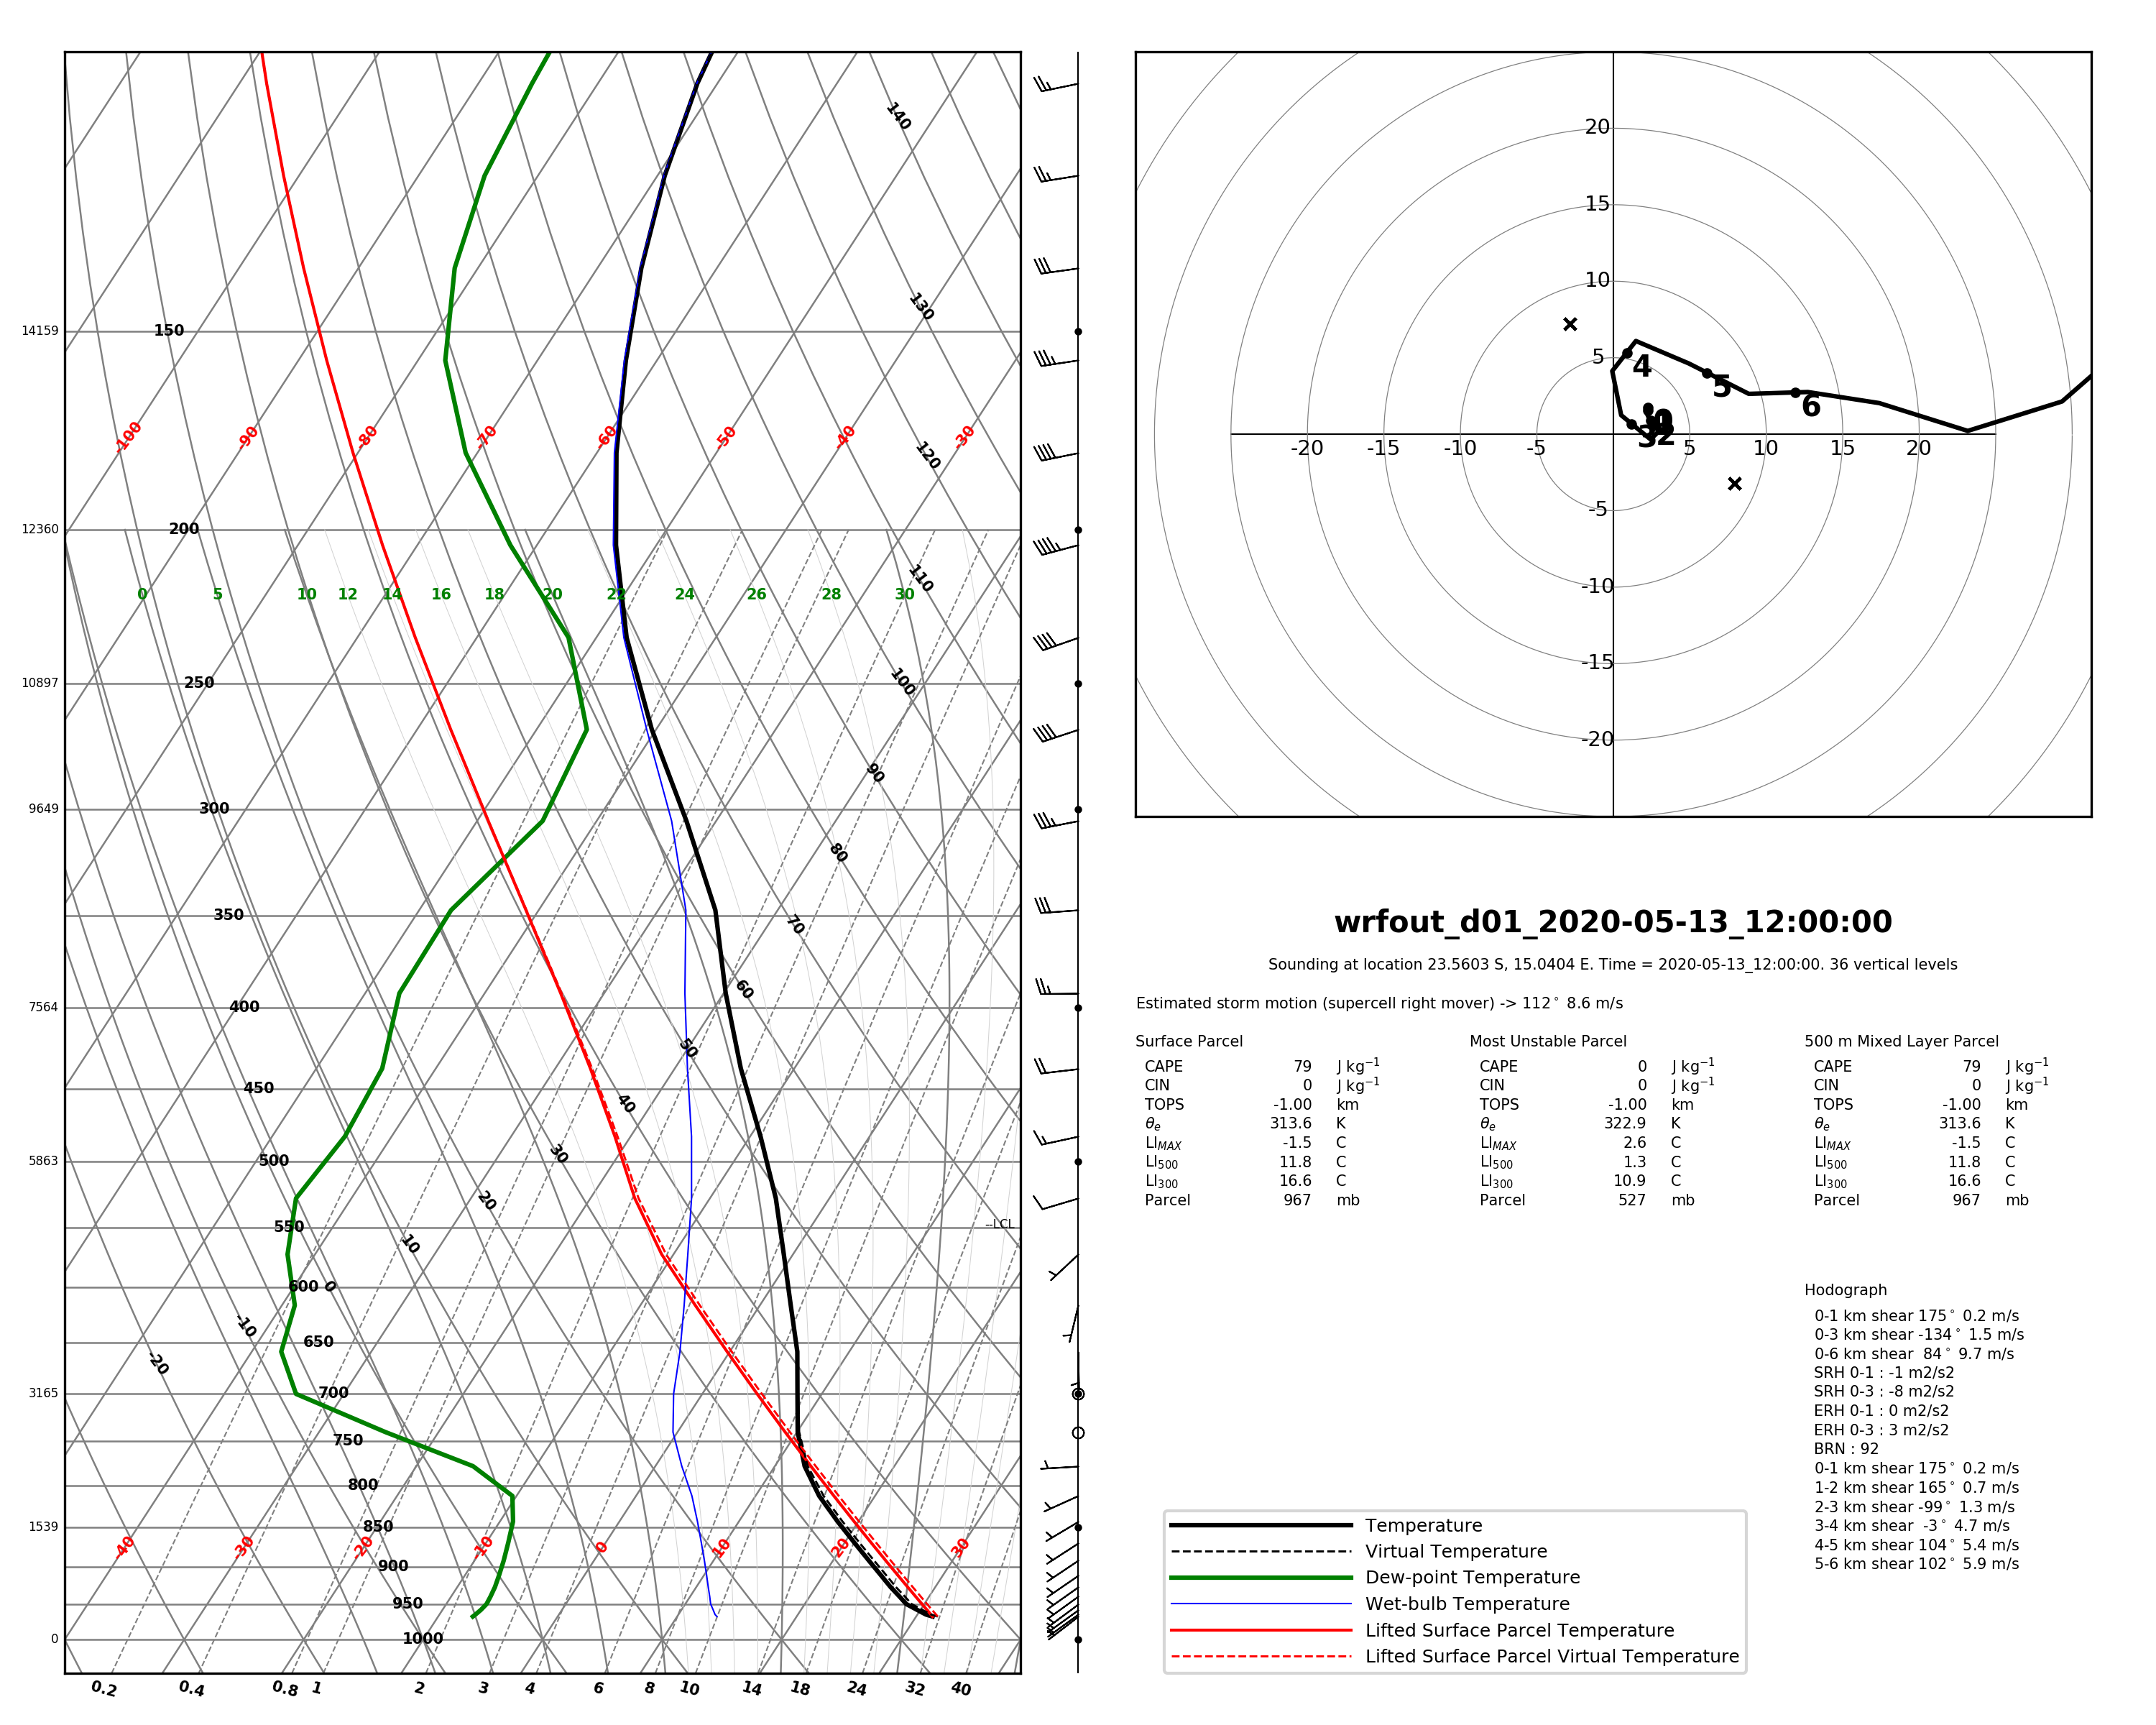 140
130
120
110
100
90
80
70
60
50
40
30
20
10
0
-10
-20
14159 150
-100 -90 -80 -70 -60 -50 -40 -30
12360 200
0 5 10 12 14 16 18 20 22 24 26 28 30
10897 250
9649 300
350
7564 400
450
5863 500
--LCL
550
600
650
3165 700
750
800
1539 850
-40 -30 -20 -10 0 10 20 30
900
950
0 1000
0.2 0.4 0.8 1 2 3 4 6 8 10 14 18 24 32 40
20
15
10
5
-20 -15 -10 -5 5 10 15 20
-5
-10
-15
-20
4
5
6
3
2
wrfout_d01_2020-05-13_12:00:00
Sounding at location 23.5603 S, 15.0404 E. Time = 2020-05-13_12:00:00. 36 vertical levels
Estimated storm motion (supercell right mover) -> 112° 8.6 m/s
Surface Parcel
CAPE 79 J kg⁻¹
CIN 0 J kg⁻¹
TOPS -1.00 km
θe 313.6 K
LIMAX -1.5 C
LI500 11.8 C
LI300 16.6 C
Parcel 967 mb
Most Unstable Parcel
CAPE 0 J kg⁻¹
CIN 0 J kg⁻¹
TOPS -1.00 km
θe 322.9 K
LIMAX 2.6 C
LI500 1.3 C
LI300 10.9 C
Parcel 527 mb
500 m Mixed Layer Parcel
CAPE 79 J kg⁻¹
CIN 0 J kg⁻¹
TOPS -1.00 km
θe 313.6 K
LIMAX -1.5 C
LI500 11.8 C
LI300 16.6 C
Parcel 967 mb
Hodograph
0-1 km shear 175° 0.2 m/s
0-3 km shear -134° 1.5 m/s
0-6 km shear 84° 9.7 m/s
SRH 0-1 : -1 m2/s2
SRH 0-3 : -8 m2/s2
ERH 0-1 : 0 m2/s2
ERH 0-3 : 3 m2/s2
BRN : 92
0-1 km shear 175° 0.2 m/s
1-2 km shear 165° 0.7 m/s
2-3 km shear -99° 1.3 m/s
3-4 km shear -3° 4.7 m/s
4-5 km shear 104° 5.4 m/s
5-6 km shear 102° 5.9 m/s
Temperature
Virtual Temperature
Dew-point Temperature
Wet-bulb Temperature
Lifted Surface Parcel Temperature
Lifted Surface Parcel Virtual Temperature